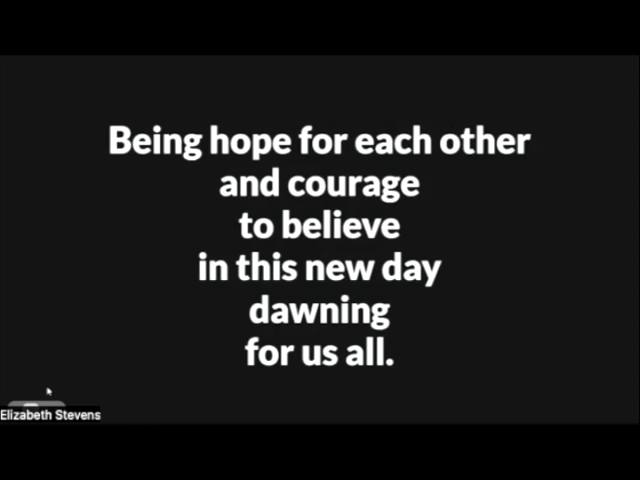 Being hope for each other
and courage
to believe
in this new day
dawning
for us all.
Elizabeth Stevens